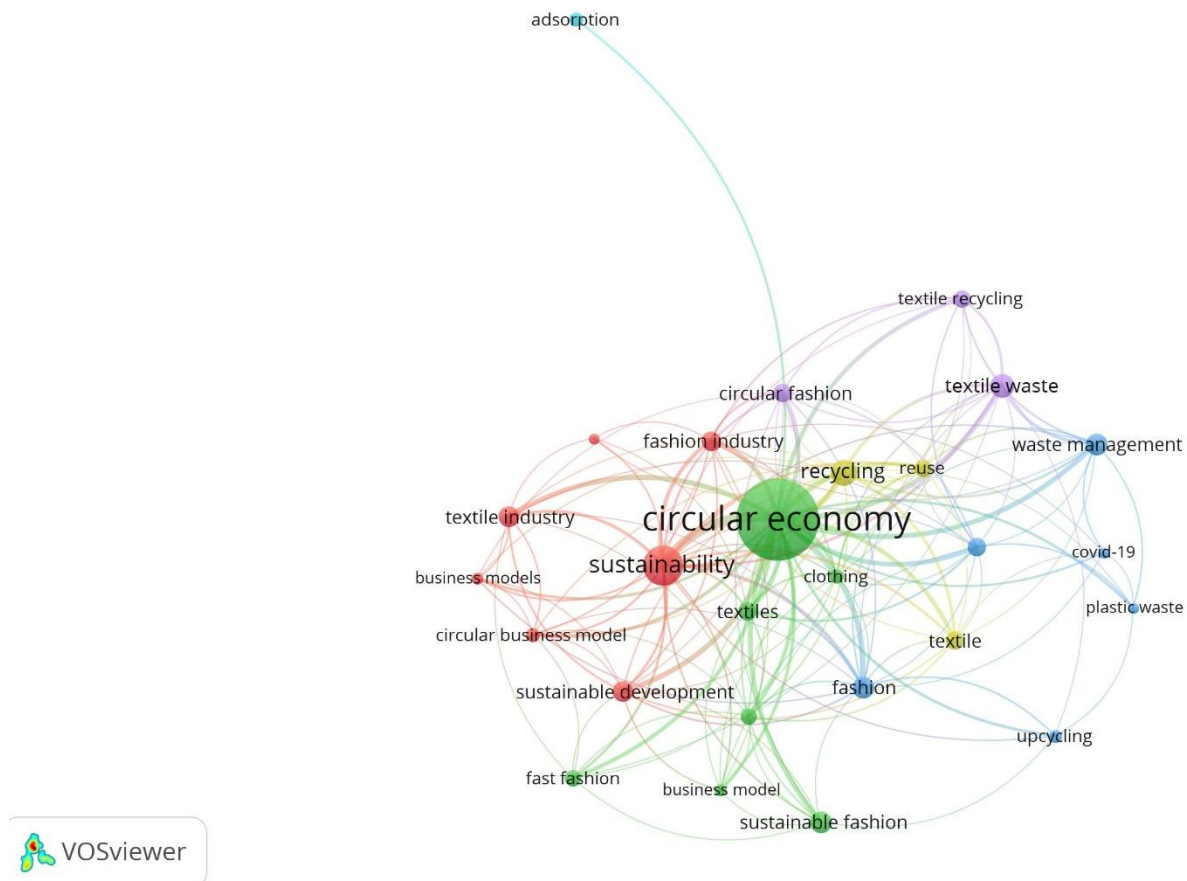 adsorption
textile recycling
textile waste
circular fashion
fashion industry
waste management
recycling
reuse
textile industry
circular economy
covid-19
sustainability
clothing
business models
plastic waste
textiles
circular business model
textile
sustainable development
fashion
upcycling
fast fashion
business model
sustainable fashion
VOSviewer